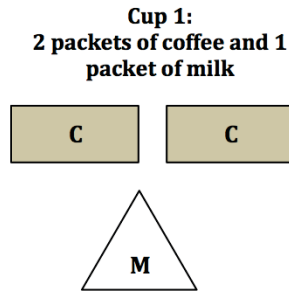 Cup 1:
2 packets of coffee and 1
packet of milk
C C
M